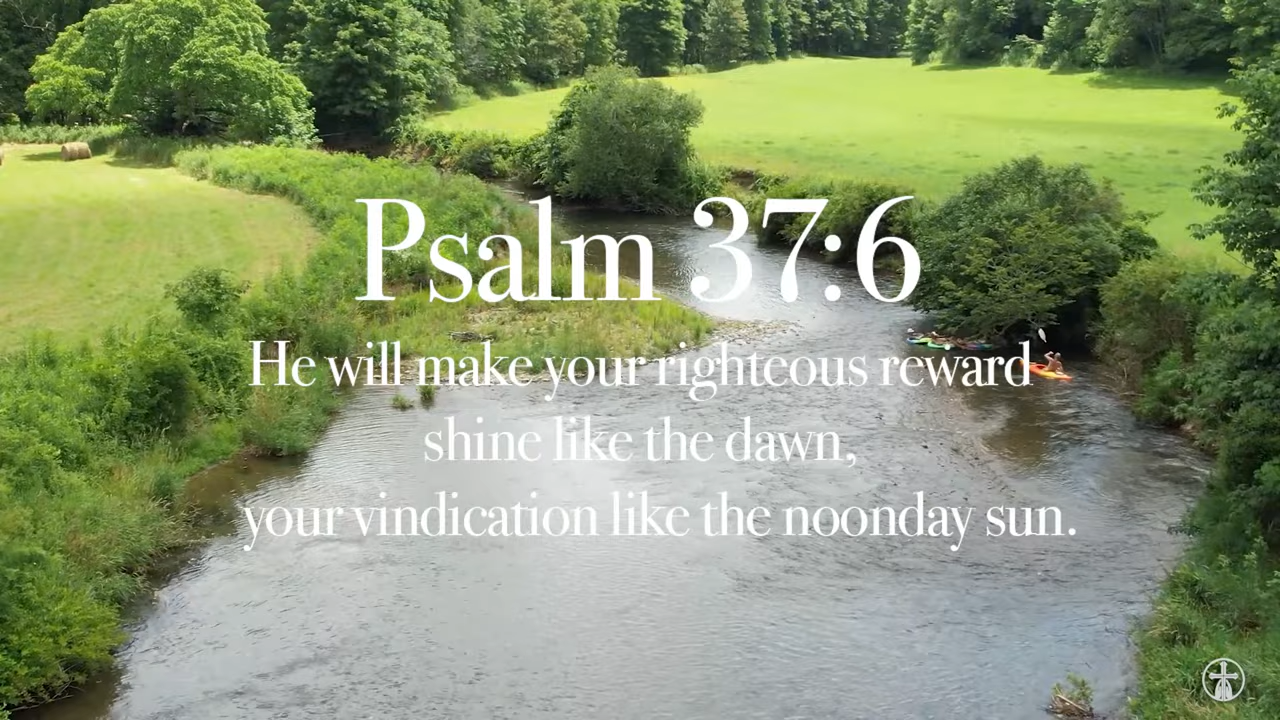 Psalm 37:6
He will make your righteous reward
shine like the dawn,
your vindication like the noonday sun.